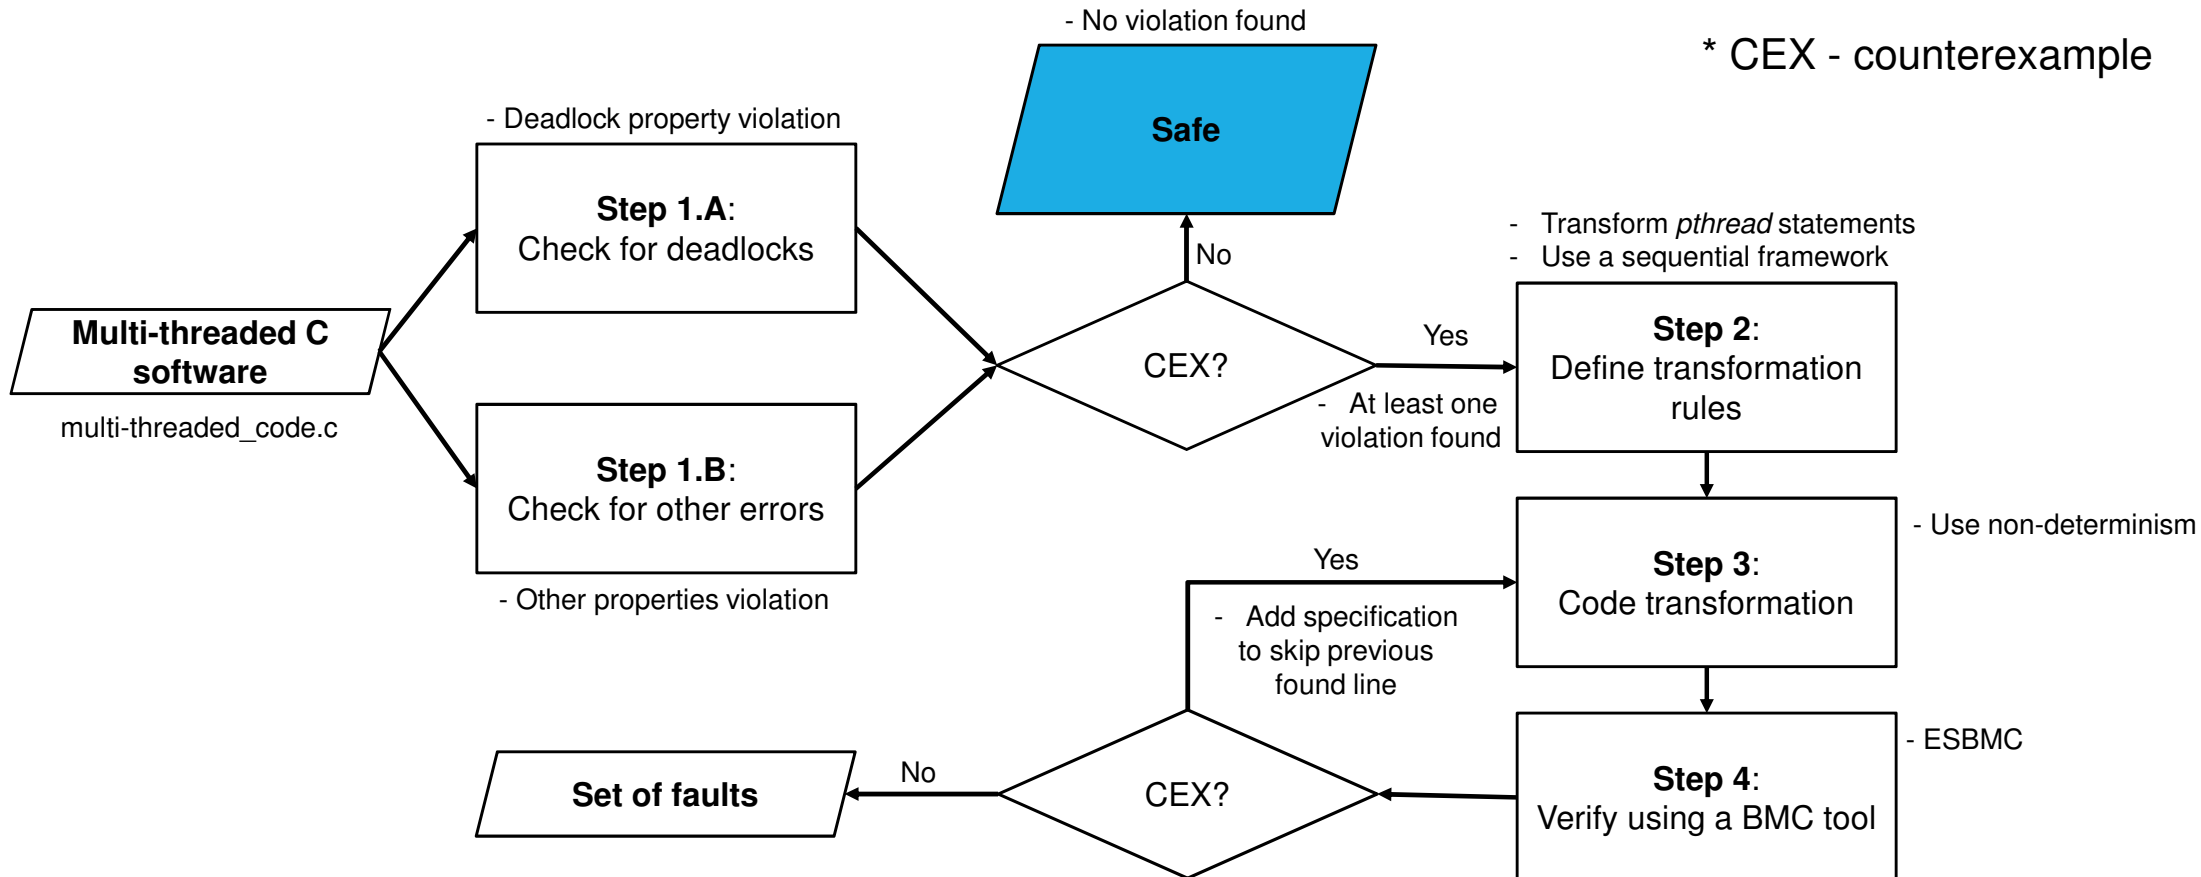 - No violation found
* CEX - counterexample
Safe
- Deadlock property violation
Step 1.A:
Check for deadlocks
Multi-threaded C
software
multi-threaded_code.c
Step 1.B:
Check for other errors
- Other properties violation
No
CEX?
Yes
- At least one
violation found
- Transform pthread statements
- Use a sequential framework
Step 2:
Define transformation
rules
Step 3:
Code transformation
- Use non-determinism
Yes
- Add specification
to skip previous
found line
Step 4:
Verify using a BMC tool
- ESBMC
CEX?
No
Set of faults